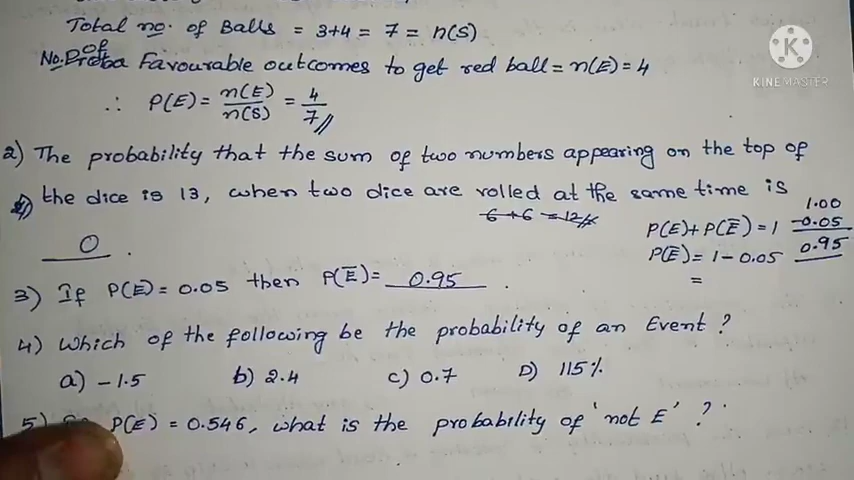 Total no. of Balls = 3+4 = 7 = n(S)
No. of Favourable outcomes to get red ball = n(E) = 4
∴ P(E) = n(E)/n(S) = 4/7 //
K
KINEMASTER
2) The probability that the sum of two numbers appearing on the top of
the dice is 13, when two dice are rolled at the same time is
6+6 = 12
0 .
P(E) + P(E̅) = 1
P(E̅) = 1 - 0.05
=
1.00
-0.05
0.95
3) If P(E) = 0.05 then P(E̅) = 0.95 .
4) Which of the following be the probability of an Event ?
a) -1.5 b) 2.4 c) 0.7 D) 115%
5) P(E) = 0.546, what is the probability of 'not E' ?